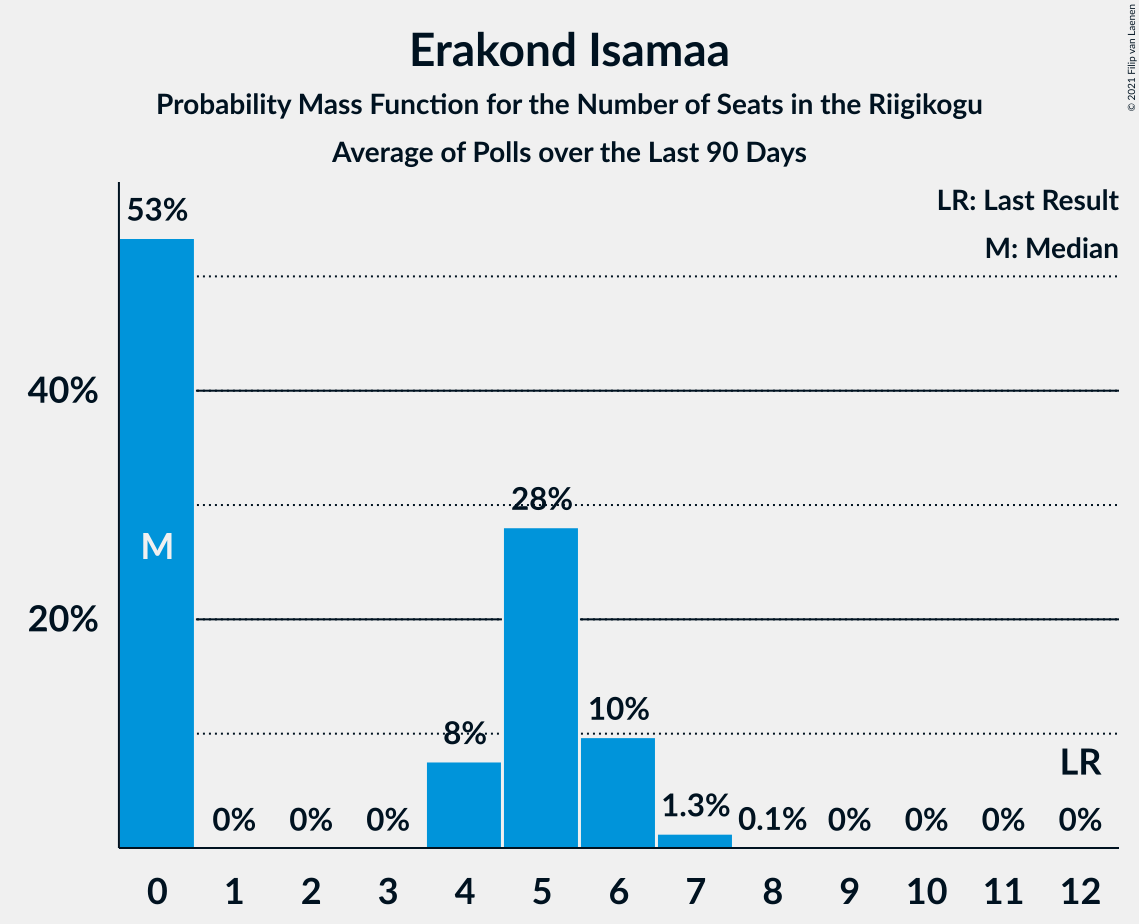 Erakond Isamaa
Probability Mass Function for the Number of Seats in the Riigikogu
Average of Polls over the Last 90 Days
© 2021 Filip van Laenen
LR: Last Result
M: Median
53%
40%
28%
M
20%
10%
8%
LR
1.3%
0% 0% 0% 0.1% 0% 0% 0% 0%
0 1 2 3 4 5 6 7 8 9 10 11 12